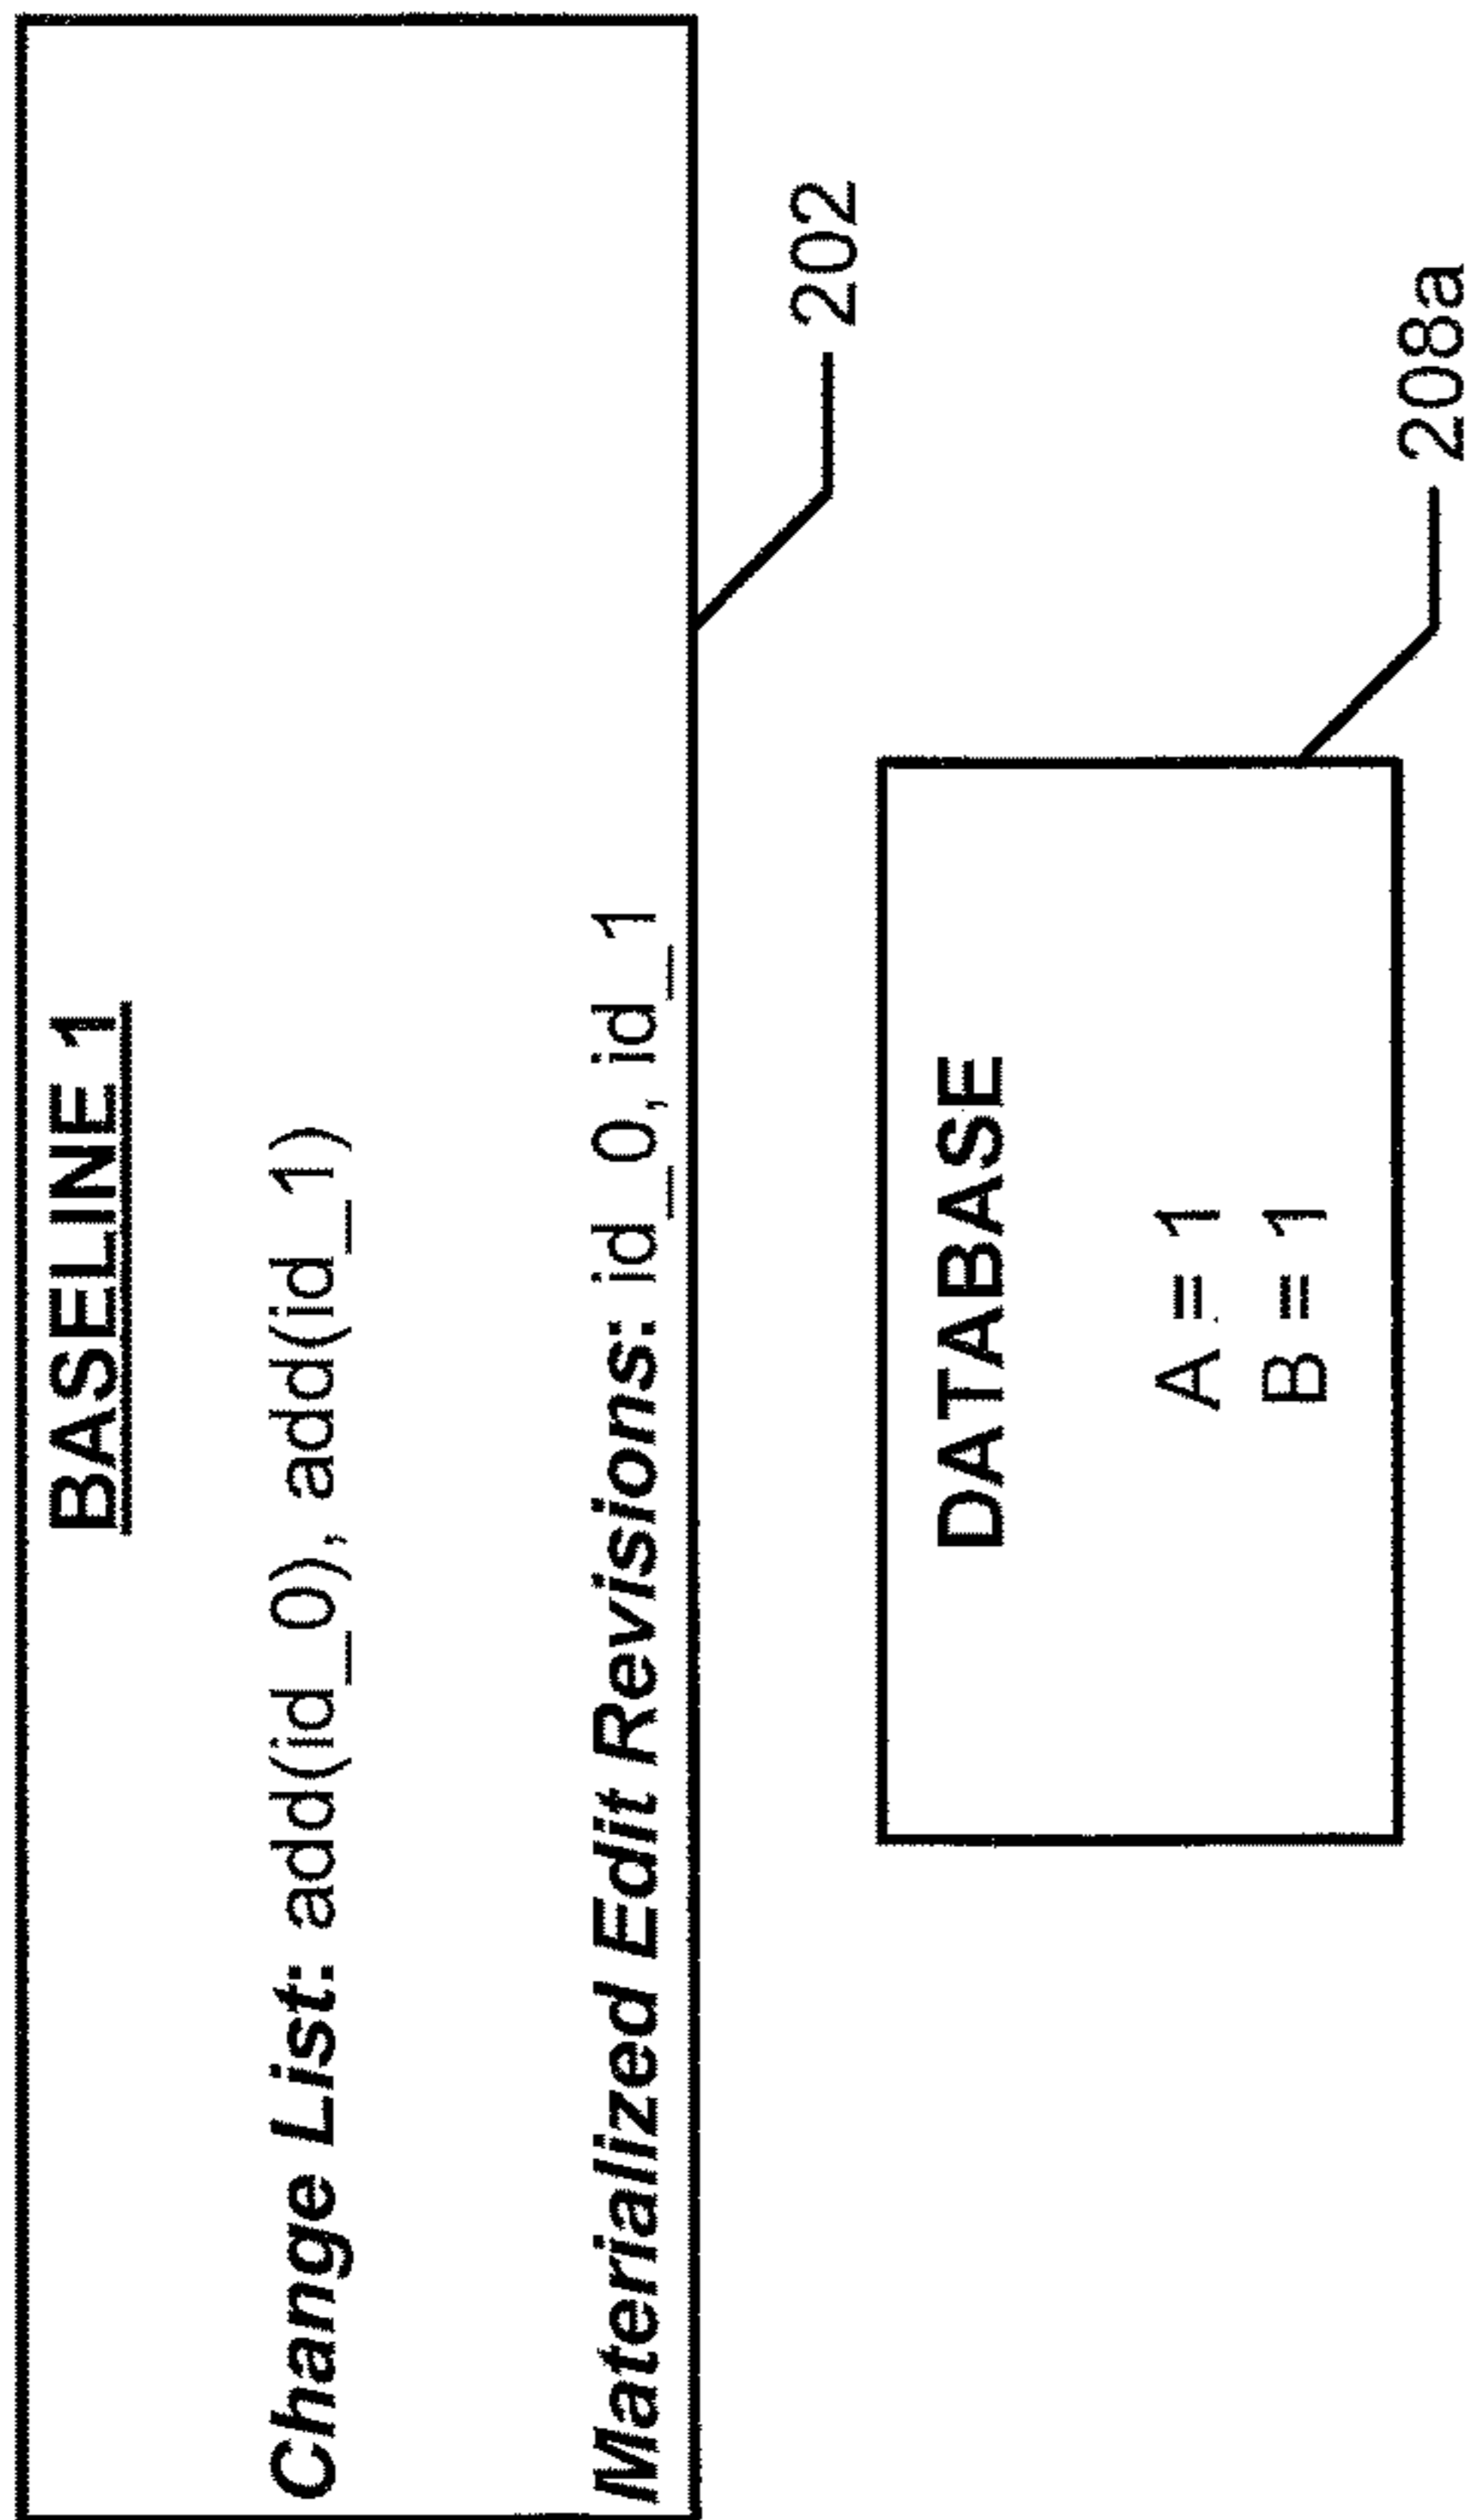 BASELINE 1
Change List: add(id_0), add(id_1)
Materialized Edit Revisions: id_0, id_1
202
DATABASE
A = 1
B = 1
208a